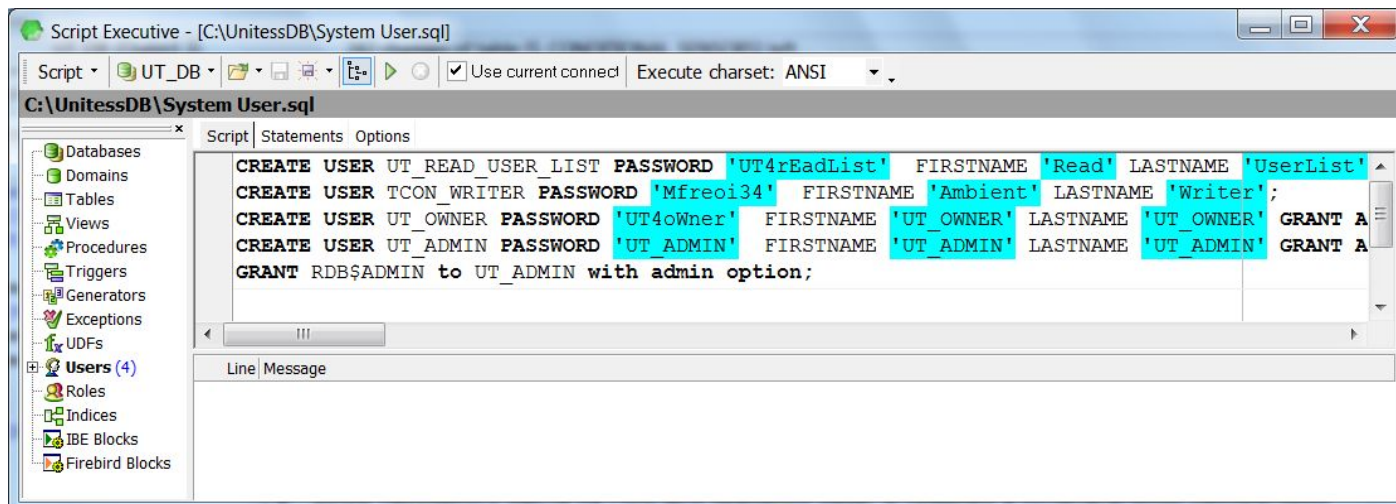 Script Executive - [C:\UnitessDB\System User.sql]
Script UT_DB Use current connect Execute charset: ANSI
C:\UnitessDB\System User.sql
Script Statements Options
Databases
Domains
Tables
Views
Procedures
Triggers
Generators
Exceptions
UDFs
Users (4)
Roles
Indices
IBE Blocks
Firebird Blocks
CREATE USER UT_READ_USER_LIST PASSWORD 'UT4rEadList' FIRSTNAME 'Read' LASTNAME 'UserList'
CREATE USER TCON_WRITER PASSWORD 'Mfreoi34' FIRSTNAME 'Ambient' LASTNAME 'Writer';
CREATE USER UT_OWNER PASSWORD 'UT4oWner' FIRSTNAME 'UT_OWNER' LASTNAME 'UT_OWNER' GRANT A
CREATE USER UT_ADMIN PASSWORD 'UT_ADMIN' FIRSTNAME 'UT_ADMIN' LASTNAME 'UT_ADMIN' GRANT A
GRANT RDB$ADMIN to UT_ADMIN with admin option;
Line Message